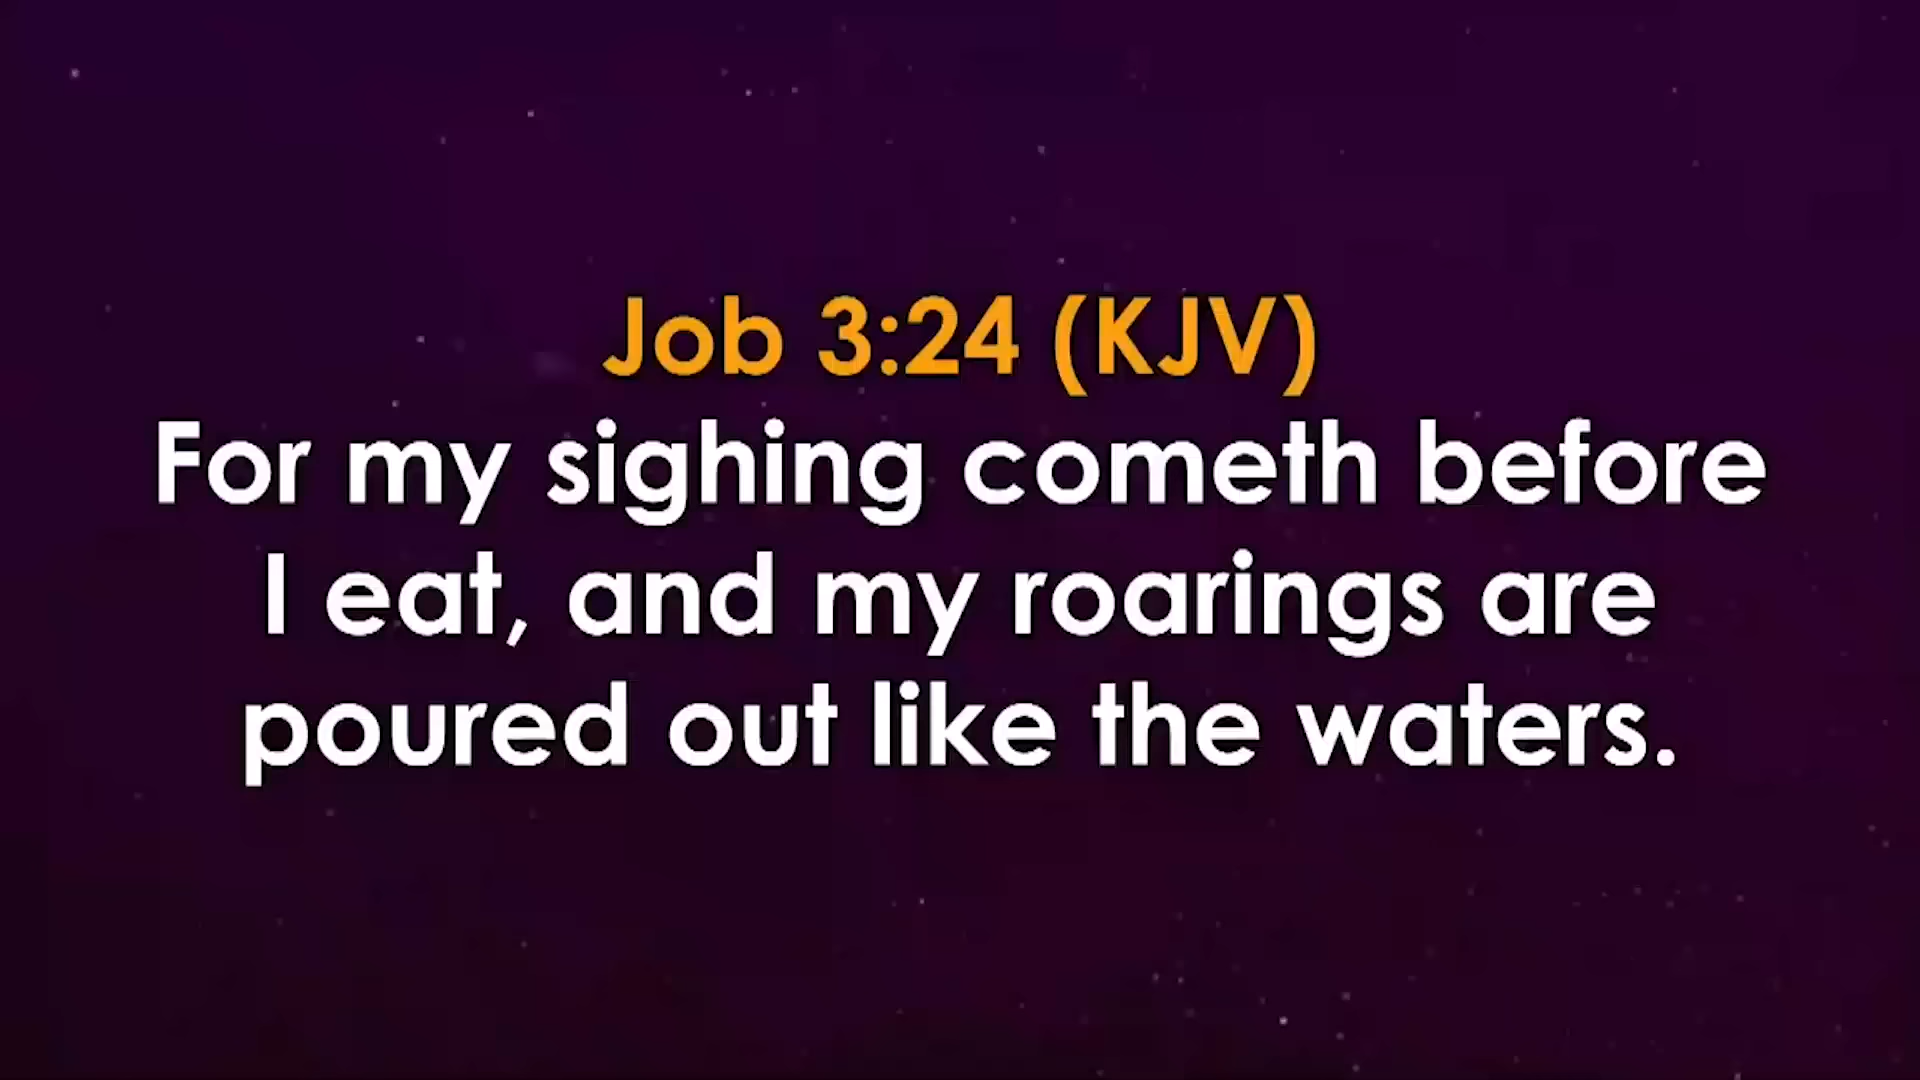 Job 3:24 (KJV)
For my sighing cometh before
I eat, and my roarings are
poured out like the waters.